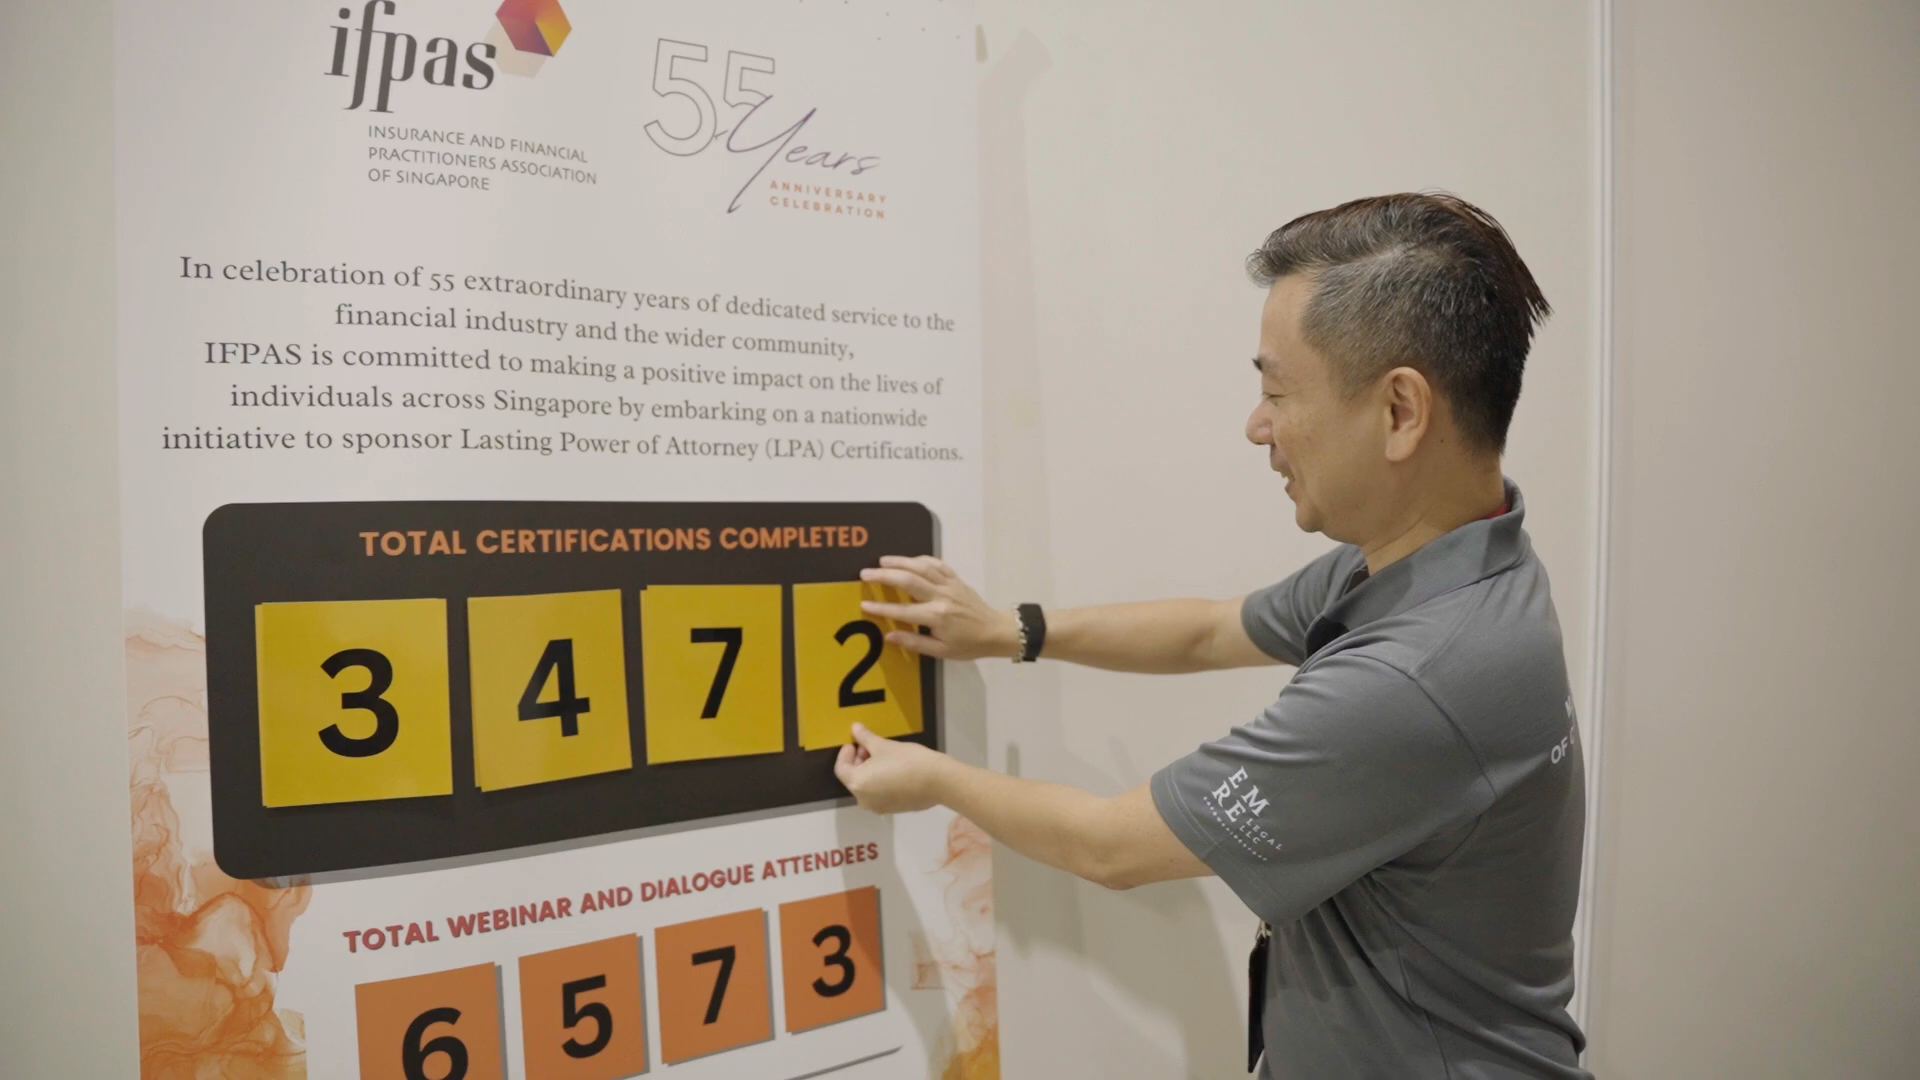 ifpas
INSURANCE AND FINANCIAL
PRACTITIONERS ASSOCIATION
OF SINGAPORE
55 Years
ANNIVERSARY
CELEBRATION
In celebration of 55 extraordinary years of dedicated service to the
financial industry and the wider community,
IFPAS is committed to making a positive impact on the lives of
individuals across Singapore by embarking on a nationwide
initiative to sponsor Lasting Power of Attorney (LPA) Certifications.
TOTAL CERTIFICATIONS COMPLETED
3 4 7 2
TOTAL WEBINAR AND DIALOGUE ATTENDEES
6 5 7 3
EM
RE LEGAL
LLC
OF